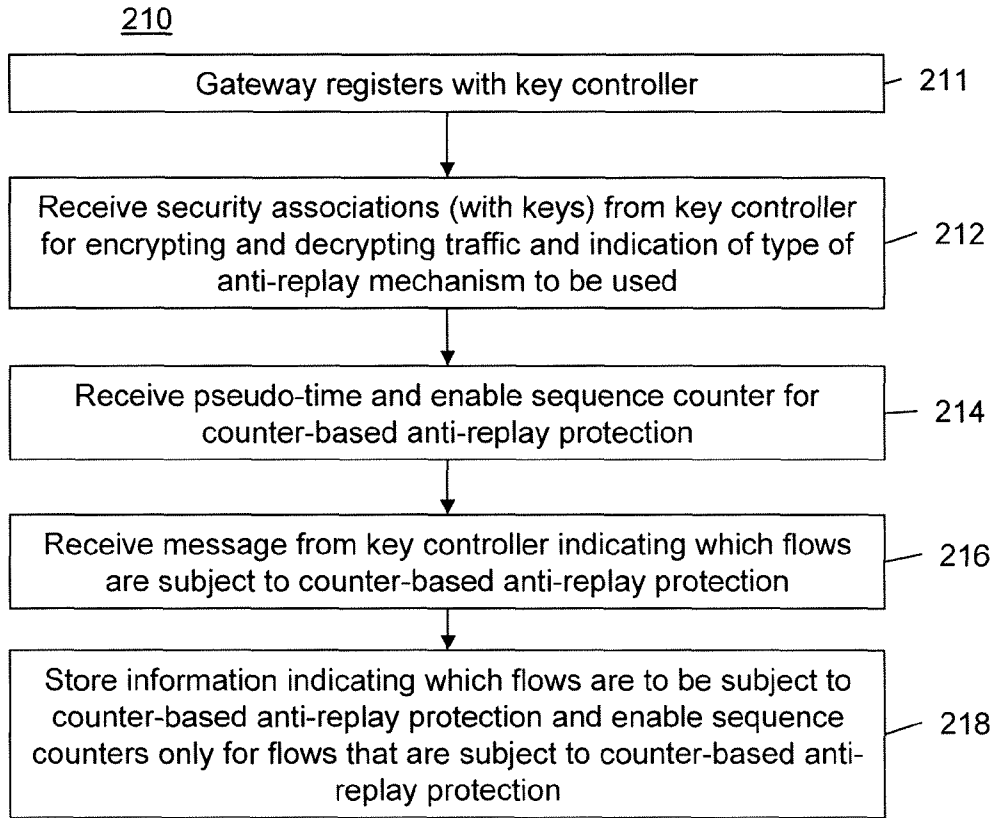 210
Gateway registers with key controller
211
Receive security associations (with keys) from key controller
for encrypting and decrypting traffic and indication of type of
anti-replay mechanism to be used
212
Receive pseudo-time and enable sequence counter for
counter-based anti-replay protection
214
Receive message from key controller indicating which flows
are subject to counter-based anti-replay protection
216
Store information indicating which flows are to be subject to
counter-based anti-replay protection and enable sequence
counters only for flows that are subject to counter-based anti-
replay protection
218